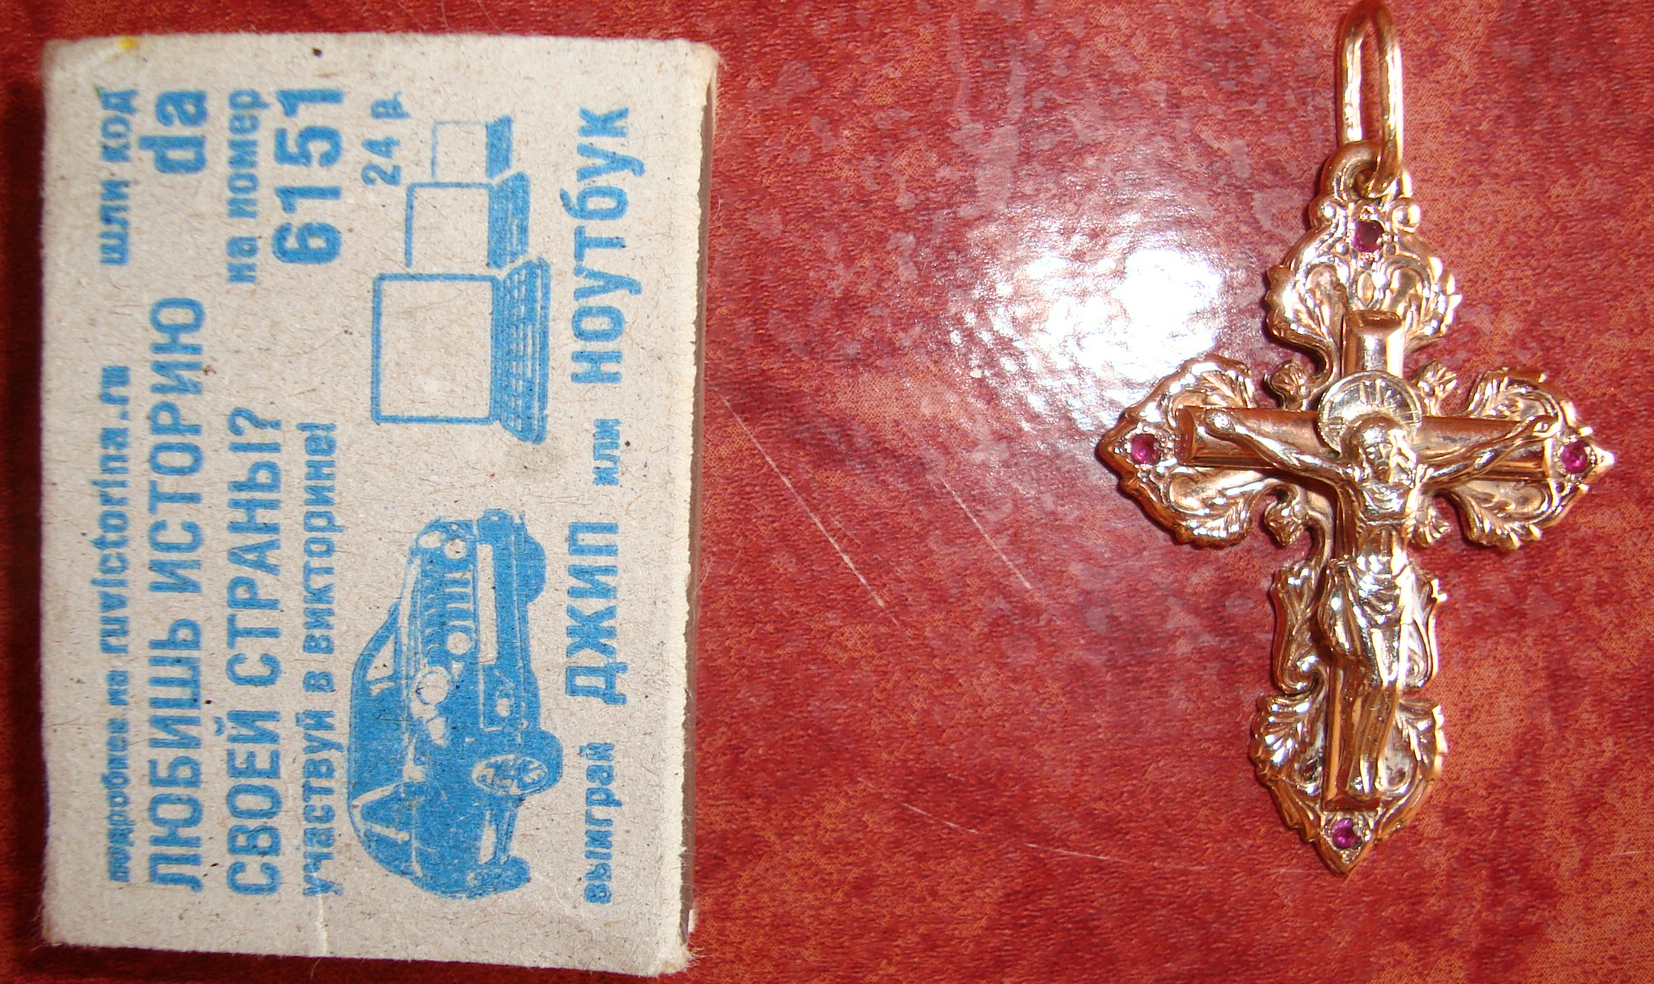 подробнее на ruvictorina.ru
ЛЮБИШЬ ИСТОРИЮ
СВОЕЙ СТРАНЫ?
участвуй в викторине!
шли код
da
на номер
6151
24 р.
выиграй ДЖИП или НОУТБУК